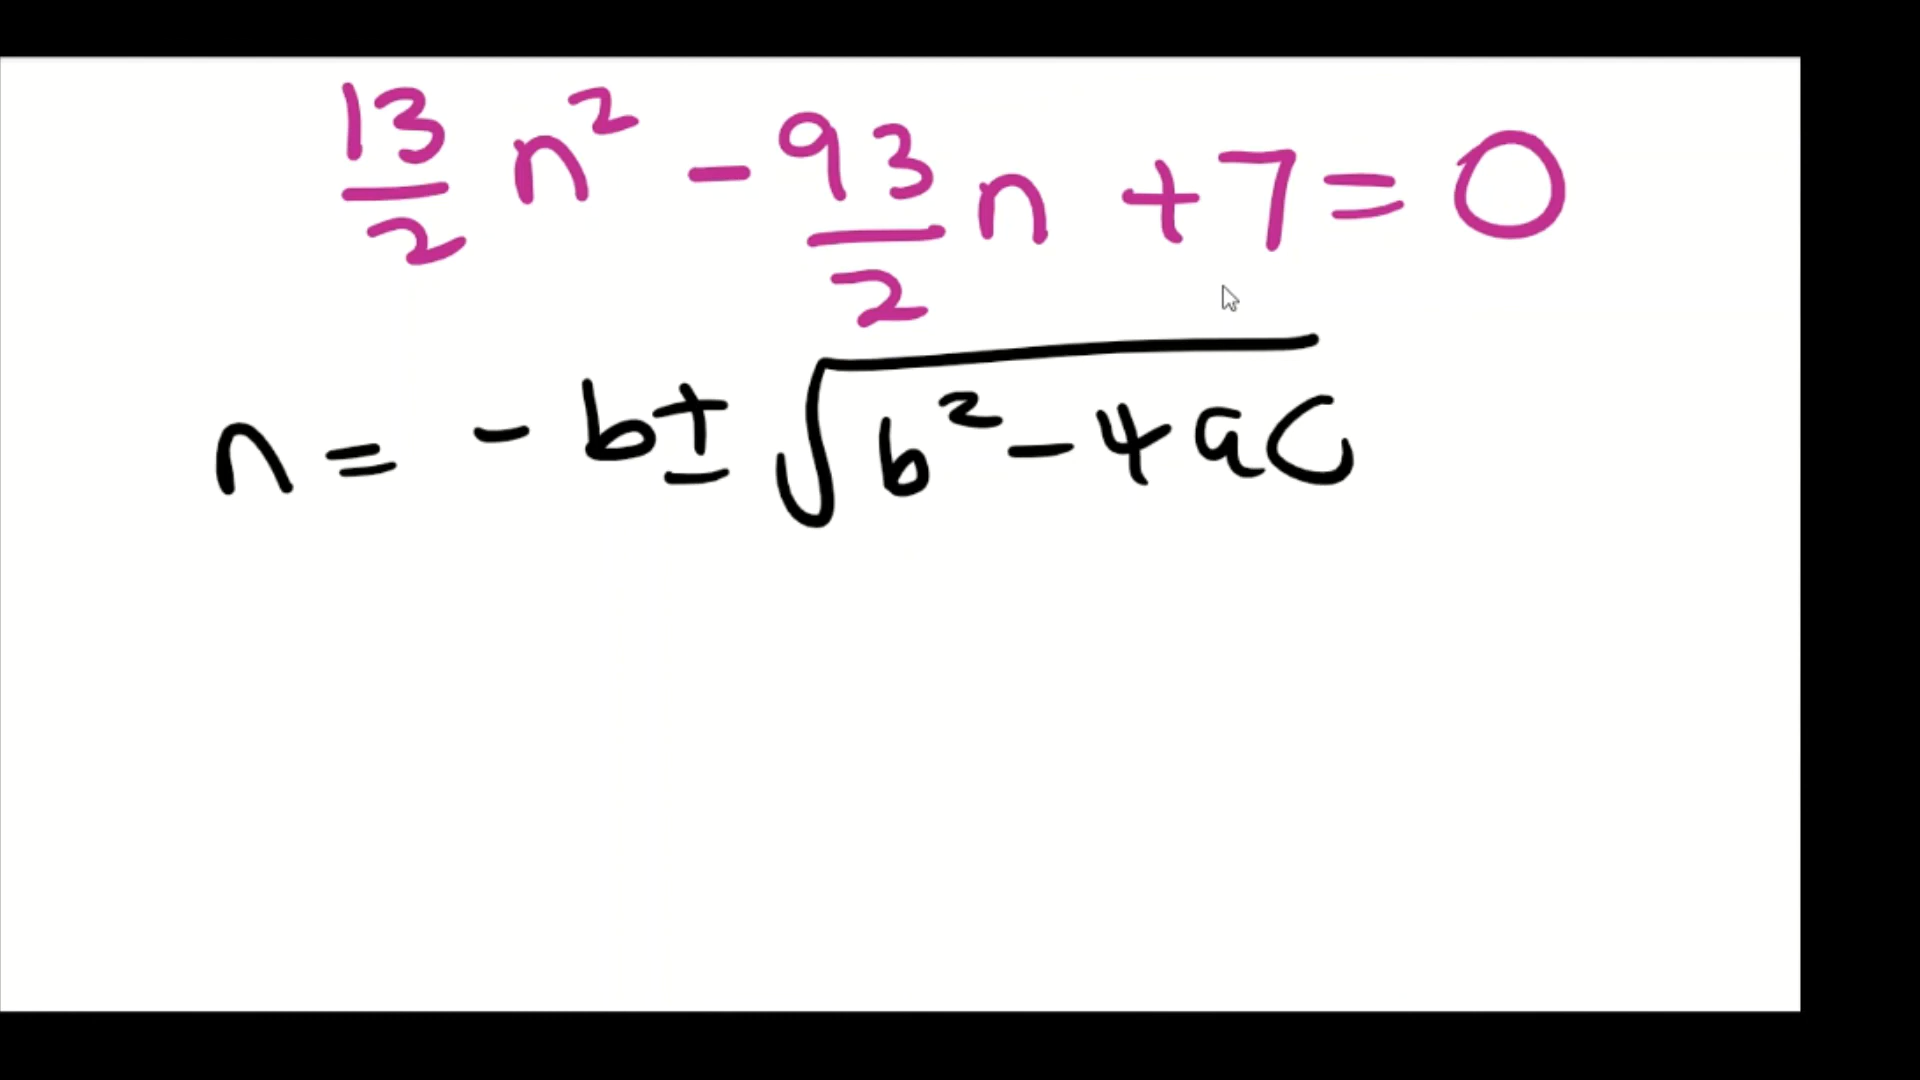 13/2 n² - 93/2 n + 7 = 0
n = - b ± √b² - 4ac